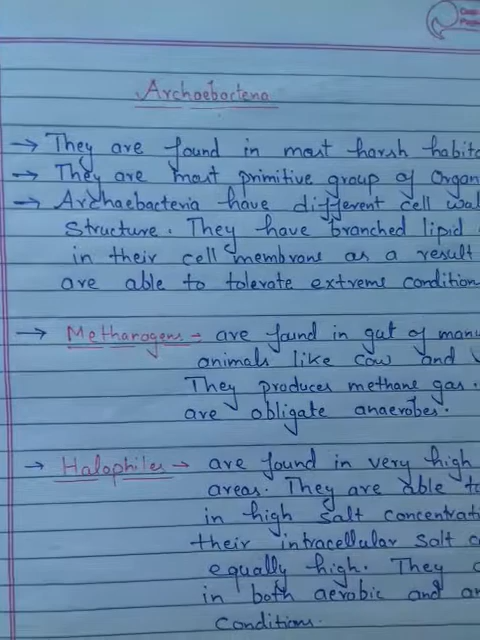 Archaebacteria
→ They are found in most harsh habita
→ They are most primitive group of Organ
→ Archaebacteria have different cell wal
structure. They have branched lipid
in their cell membrane as a result
are able to tolerate extreme condition
→ Methanogens → are found in gut of many
animals like cow and
They produces methane gas.
are obligate anaerobes.
→ Halophiles → are found in very high
areas. They are able to
in high salt concentrati
their intracellular salt c
equally high. They
in both aerobic and an
conditions.